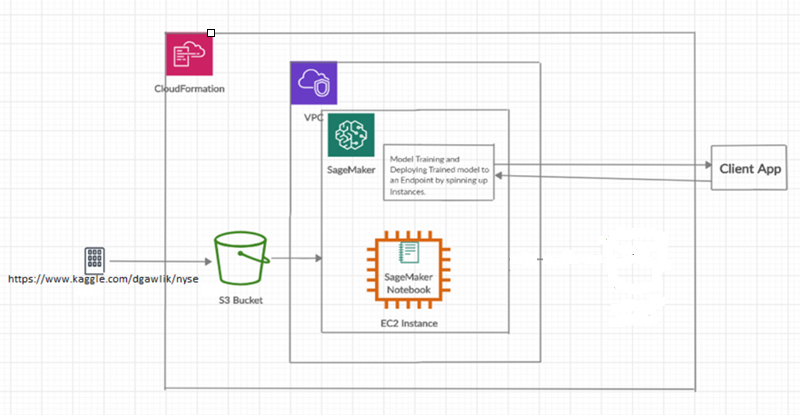 CloudFormation
VPC
SageMaker
Model Training and
Deploying Trained model to
an Endpoint by spinning up
Instances.
Client App
https://www.kaggle.com/dgawlik/nyse
S3 Bucket
SageMaker
Notebook
EC2 Instance